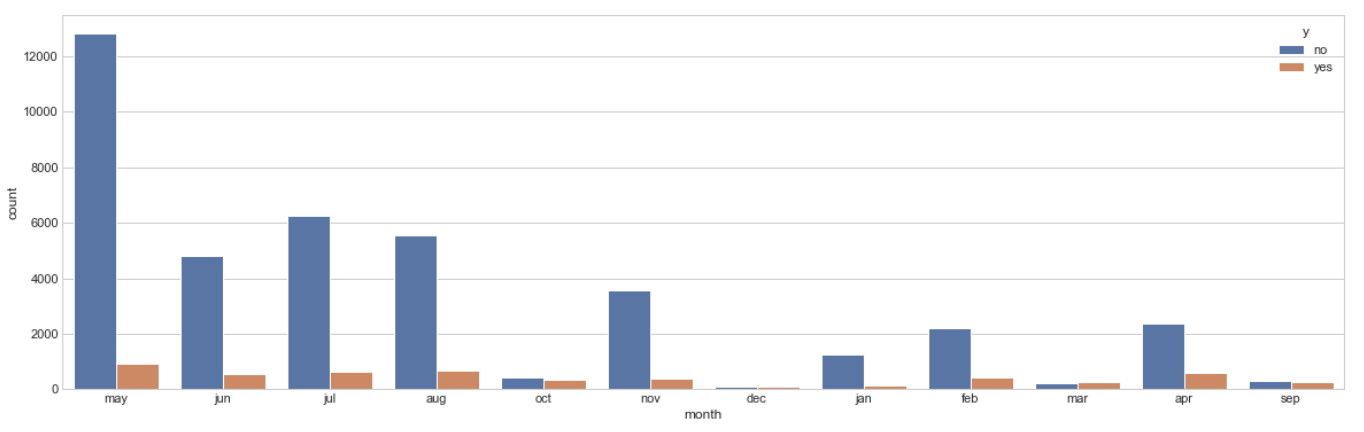 y
no
yes
12000
10000
8000
6000
4000
2000
0
count
may jun jul aug oct nov dec jan feb mar apr sep
month